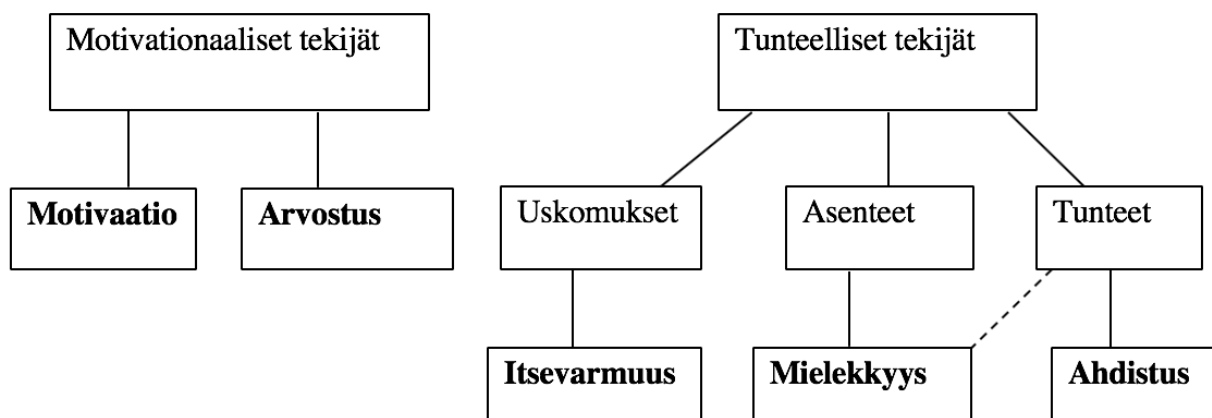 Motivationaaliset tekijät
Tunteelliset tekijät
Motivaatio
Arvostus
Uskomukset
Asenteet
Tunteet
Itsevarmuus
Mielekkyys
Ahdistus